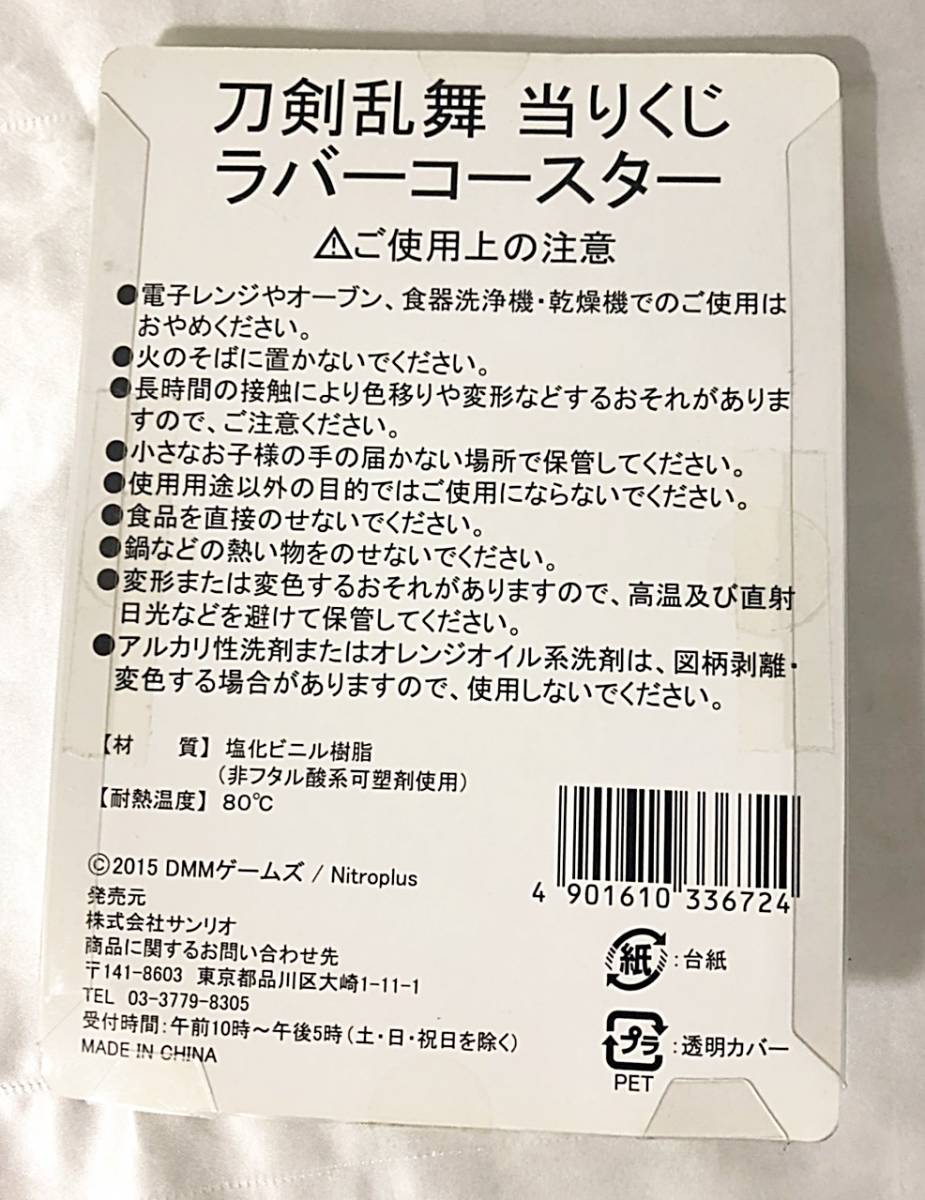 刀剣乱舞 当りくじ
ラバーコースター
⚠ご使用上の注意
●電子レンジやオーブン、食器洗浄機・乾燥機でのご使用は
おやめください。
●火のそばに置かないでください。
●長時間の接触により色移りや変形などするおそれがありま
すので、ご注意ください。
●小さなお子様の手の届かない場所で保管してください。
●使用用途以外の目的ではご使用にならないでください。
●食品を直接のせないでください。
●鍋などの熱い物をのせないでください。
●変形または変色するおそれがありますので、高温及び直射
日光などを避けて保管してください。
●アルカリ性洗剤またはオレンジオイル系洗剤は、図柄剥離・
変色する場合がありますので、使用しないでください。
【材　質】塩化ビニル樹脂
（非フタル酸系可塑剤使用）
【耐熱温度】80℃
©2015 DMMゲームズ / Nitroplus
発売元
株式会社サンリオ
商品に関するお問い合わせ先
〒141-8603 東京都品川区大崎1-11-1
TEL 03-3779-8305
受付時間:午前10時～午後5時(土・日・祝日を除く)
MADE IN CHINA
4 901610 336724
紙:台紙
プラ:透明カバー
PET